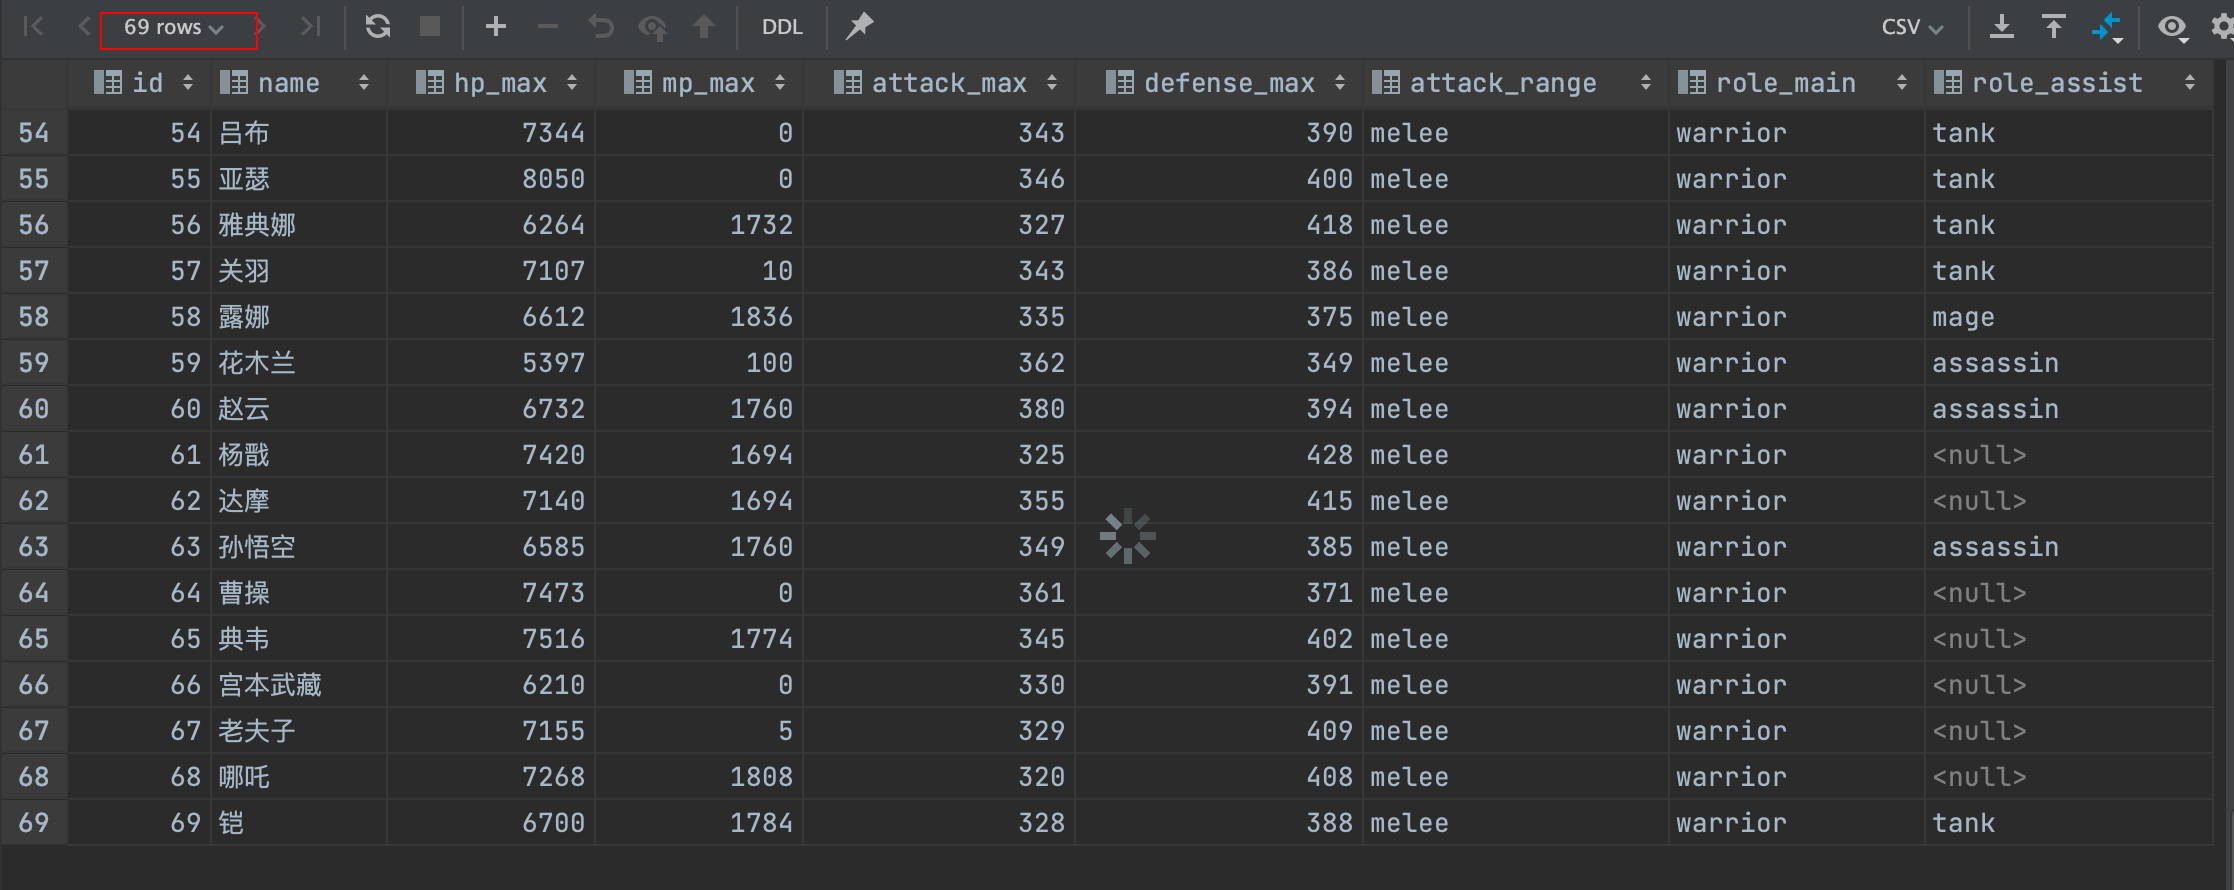 69 rows DDL CSV
id name hp_max mp_max attack_max defense_max attack_range role_main role_assist
54 54 吕布 7344 0 343 390 melee warrior tank
55 55 亚瑟 8050 0 346 400 melee warrior tank
56 56 雅典娜 6264 1732 327 418 melee warrior tank
57 57 关羽 7107 10 343 386 melee warrior tank
58 58 露娜 6612 1836 335 375 melee warrior mage
59 59 花木兰 5397 100 362 349 melee warrior assassin
60 60 赵云 6732 1760 380 394 melee warrior assassin
61 61 杨戬 7420 1694 325 428 melee warrior <null>
62 62 达摩 7140 1694 355 415 melee warrior <null>
63 63 孙悟空 6585 1760 349 385 melee warrior assassin
64 64 曹操 7473 0 361 371 melee warrior <null>
65 65 典韦 7516 1774 345 402 melee warrior <null>
66 66 宫本武藏 6210 0 330 391 melee warrior <null>
67 67 老夫子 7155 5 329 409 melee warrior <null>
68 68 哪吒 7268 1808 320 408 melee warrior <null>
69 69 铠 6700 1784 328 388 melee warrior tank